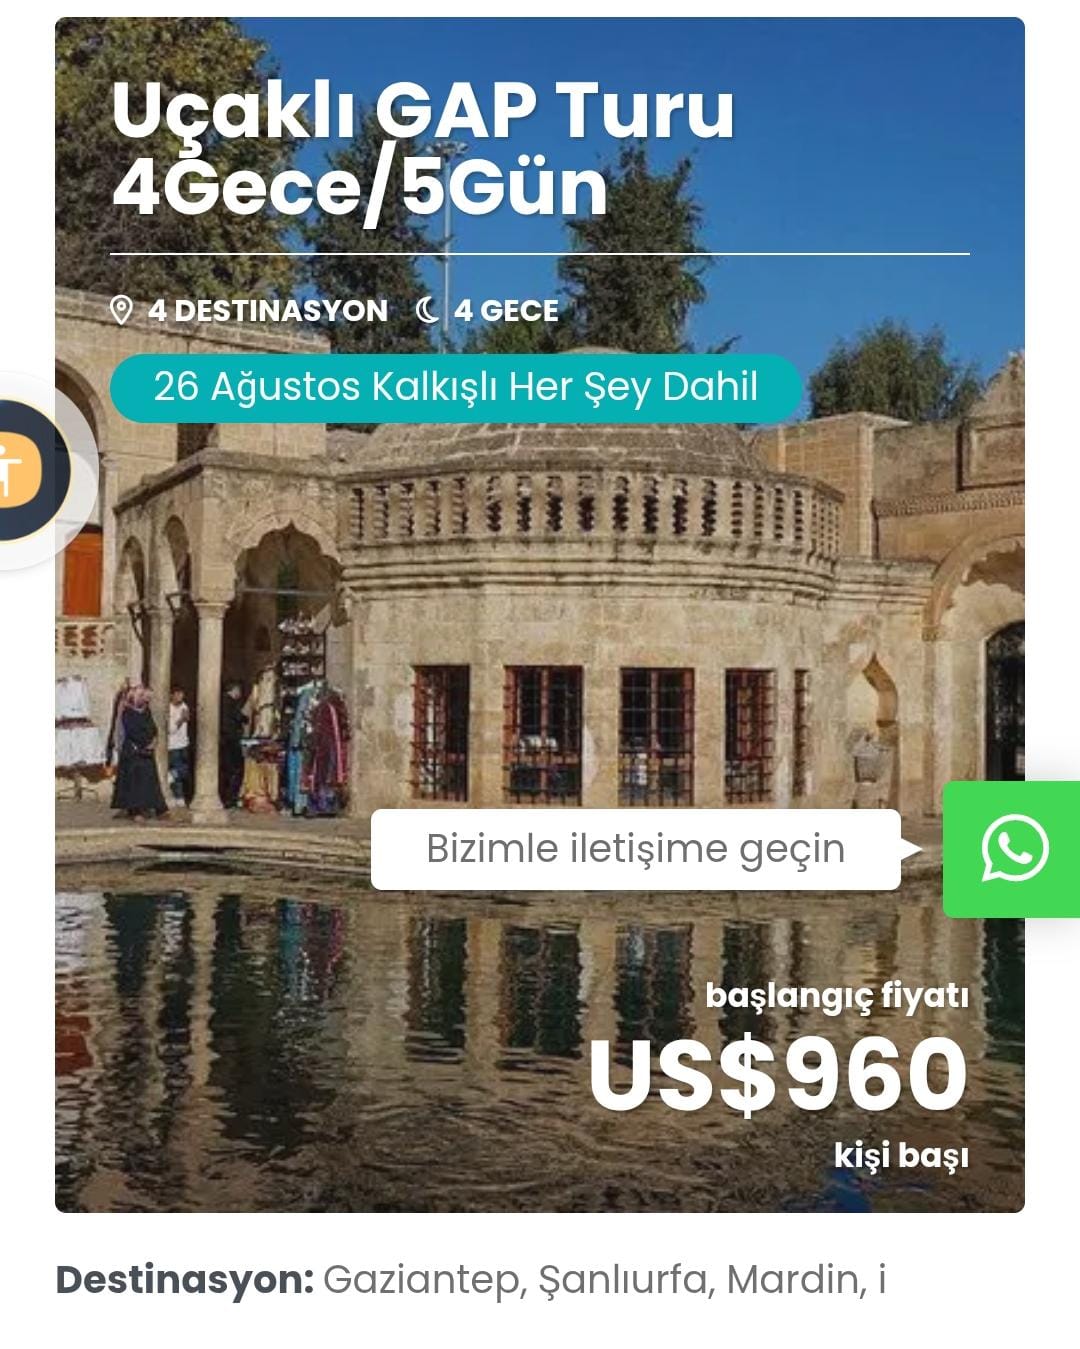 Uçaklı GAP Turu
4Gece/5Gün
4 DESTINASYON 4 GECE
26 Ağustos Kalkışlı Her Şey Dahil
Bizimle iletişime geçin
başlangıç fiyatı
US$960
kişi başı
Destinasyon: Gaziantep, Şanlıurfa, Mardin, i